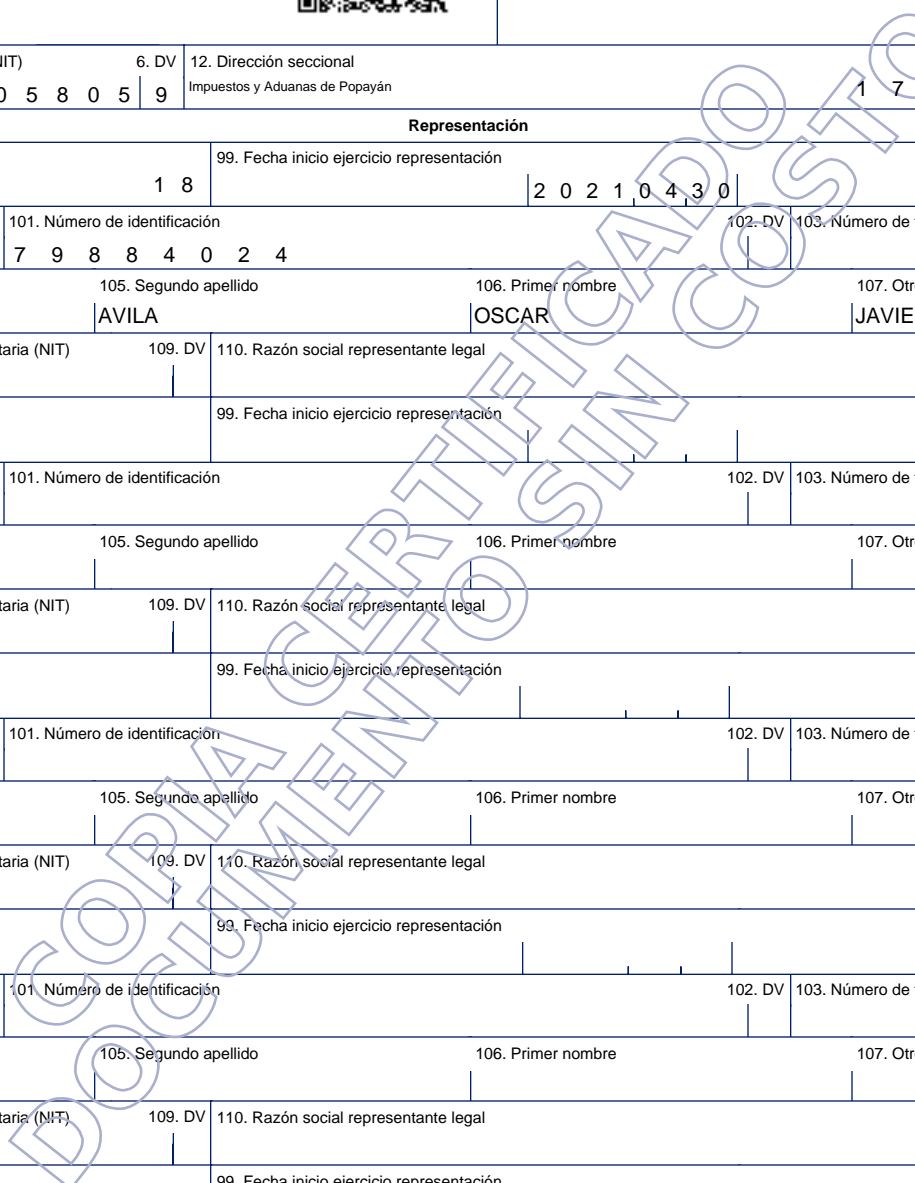 NIT) 6. DV 12. Dirección seccional
0 5 8 0 5 9 Impuestos y Aduanas de Popayán 1 7
Representación
99. Fecha inicio ejercicio representación
1 8 2 0 2 1 0 4 3 0
101. Número de identificación 102. DV 103. Número de
7 9 8 8 4 0 2 4
105. Segundo apellido 106. Primer nombre 107. Otr
AVILA OSCAR JAVIE
taria (NIT) 109. DV 110. Razón social representante legal
99. Fecha inicio ejercicio representación
101. Número de identificación 102. DV 103. Número de
105. Segundo apellido 106. Primer nombre 107. Otr
taria (NIT) 109. DV 110. Razón social representante legal
99. Fecha inicio ejercicio representación
101. Número de identificación 102. DV 103. Número de
105. Segundo apellido 106. Primer nombre 107. Otr
taria (NIT) 109. DV 110. Razón social representante legal
99. Fecha inicio ejercicio representación
101. Número de identificación 102. DV 103. Número de
105. Segundo apellido 106. Primer nombre 107. Otr
taria (NIT) 109. DV 110. Razón social representante legal
99. Fecha inicio ejercicio representación
COPIA CERTIFICADO
DOCUMENTO SIN COSTO